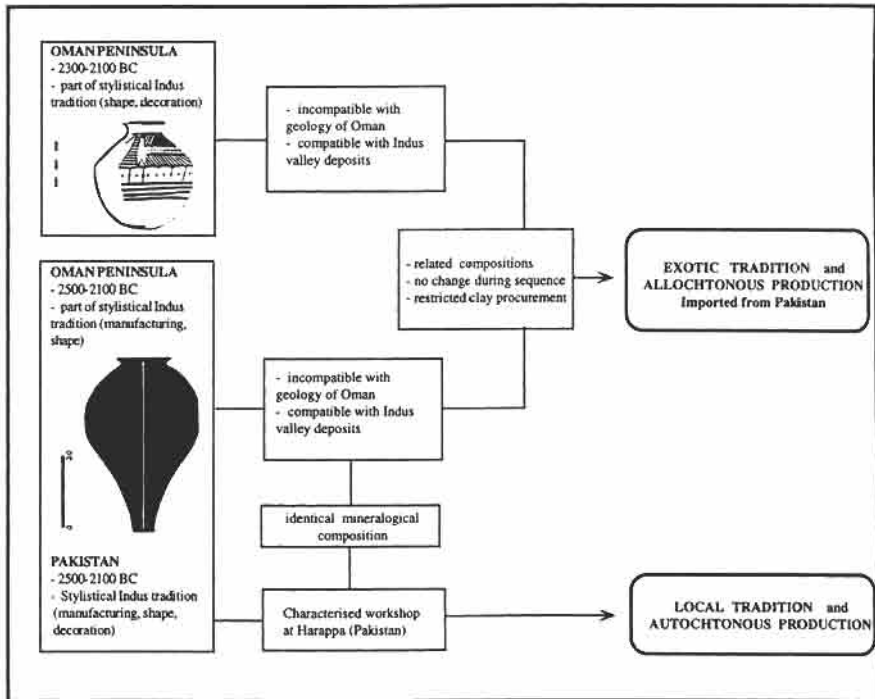 OMAN PENINSULA
- 2300-2100 BC
- part of stylistical Indus
tradition (shape, decoration)
- incompatible with
geology of Oman
- compatible with Indus
valley deposits
- related compositions
- no change during sequence
- restricted clay procurement
EXOTIC TRADITION and
ALLOCHTONOUS PRODUCTION
Imported from Pakistan
OMAN PENINSULA
- 2500-2100 BC
- part of stylistical Indus
tradition (manufacturing,
shape)
- incompatible with
geology of Oman
- compatible with Indus
valley deposits
identical mineralogical
composition
PAKISTAN
- 2500-2100 BC
- Stylistical Indus tradition
(manufacturing, shape,
decoration)
Characterised workshop
at Harappa (Pakistan)
LOCAL TRADITION and
AUTOCHTONOUS PRODUCTION